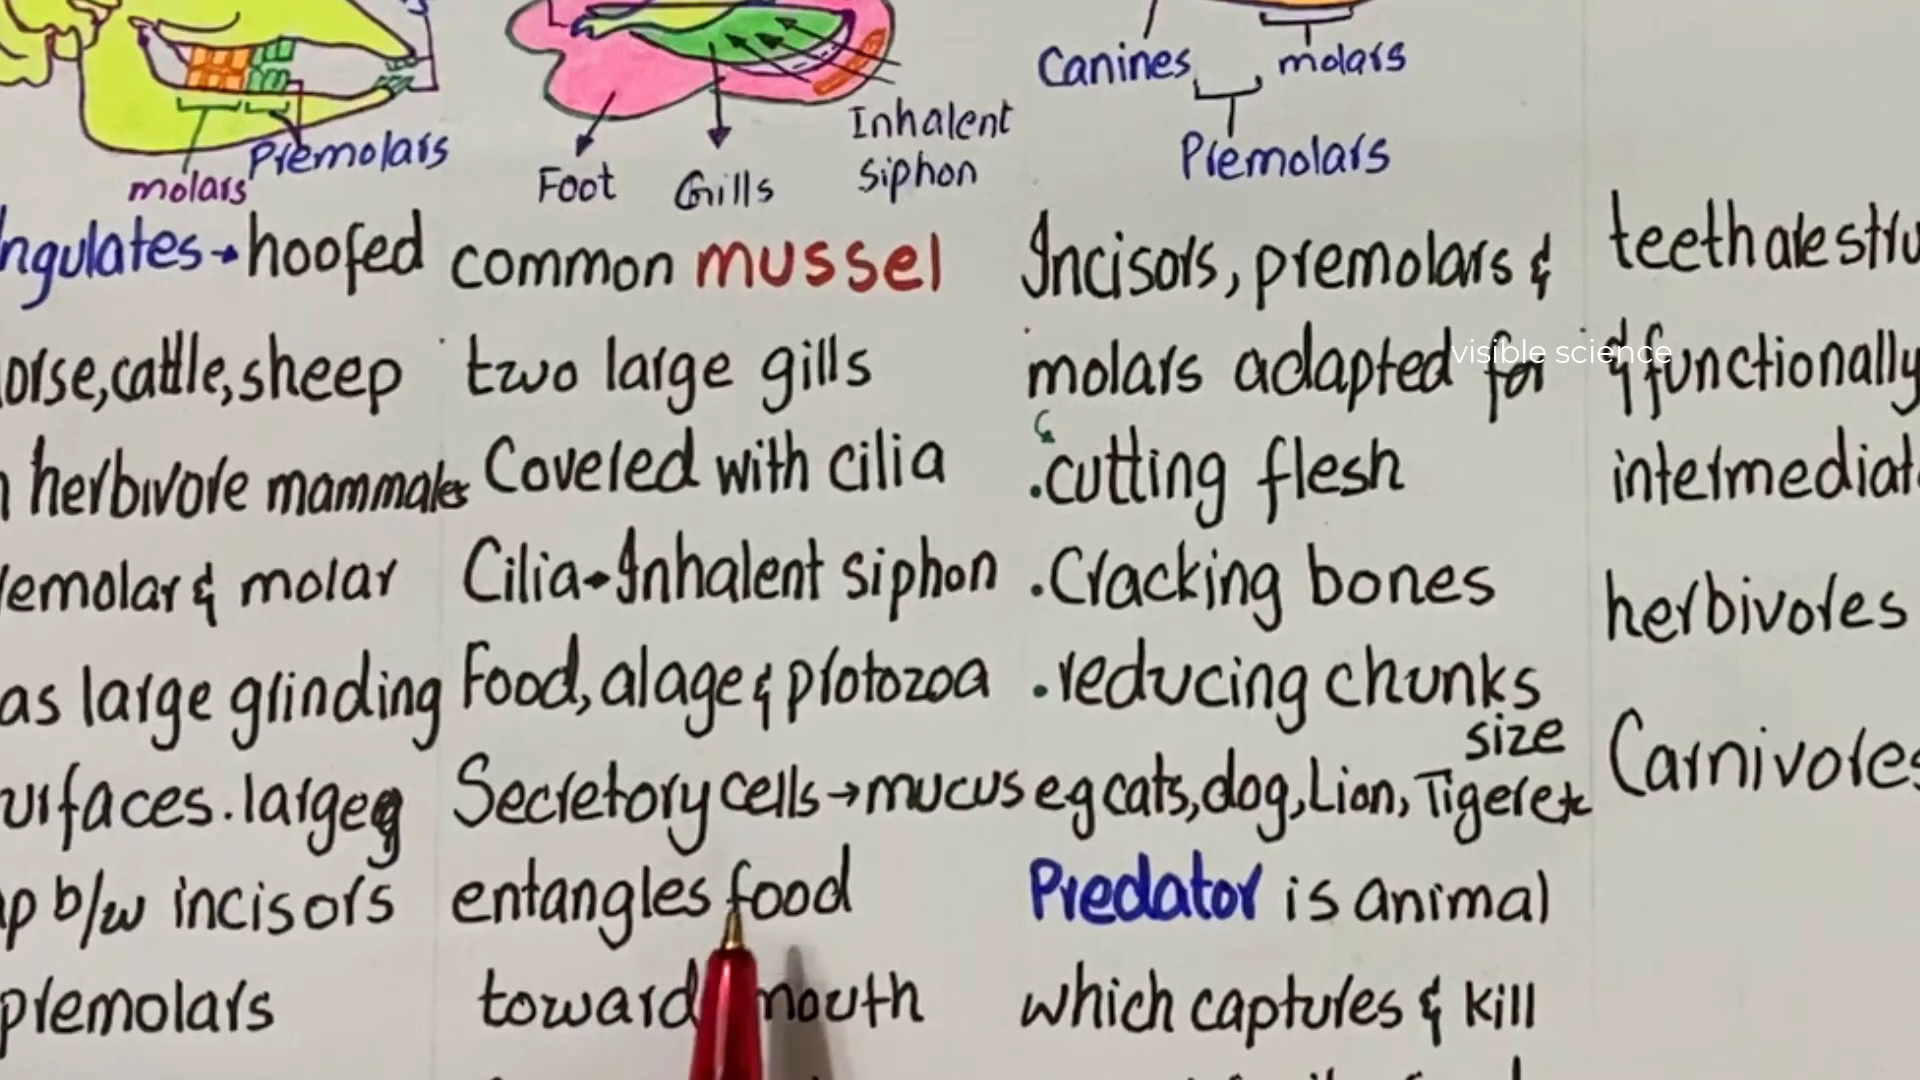 molars
Premolars
ngulates→hoofed
orse,cattle,sheep
herbivore mammales
emolar & molar
as large grinding
urfaces.large g
ap b/w incisors
premolars
Foot
Gills
Inhalent
siphon
common mussel
two large gills
Covered with cilia
Cilia→Inhalent siphon
Food, alage & protozoa
Secretory cells→mucus
entangles food
toward mouth
Canines
molars
Premolars
Incisors, premolars &
molars adapted for
.cutting flesh
.Cracking bones
.reducing chunks
size
eg cats,dog,Lion,Tiger etc
Predator is animal
which captures & kill
teeth are stru
& functionally
intermediat
herbivores
Carnivores
visible science